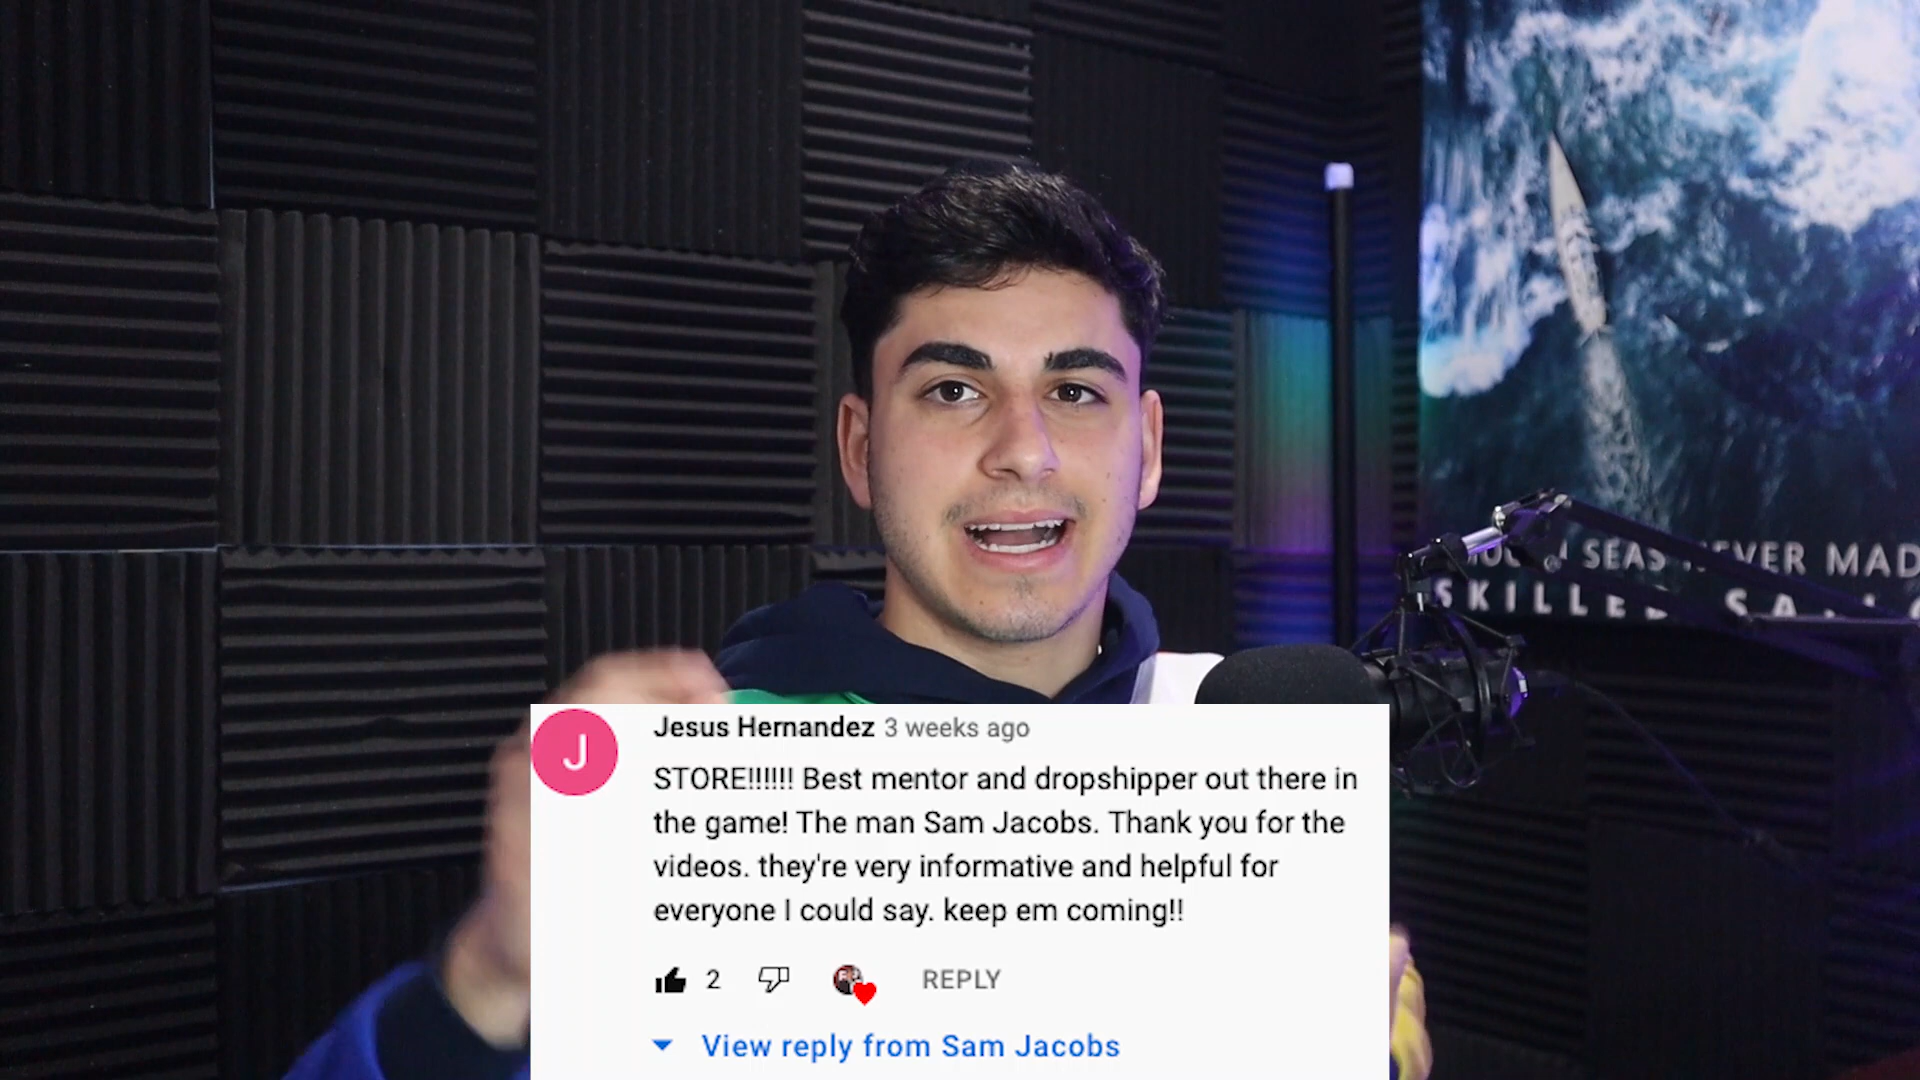 SEAS NEVER MAD
SKILLED
J
Jesus Hernandez 3 weeks ago
STORE!!!!!! Best mentor and dropshipper out there in
the game! The man Sam Jacobs. Thank you for the
videos. they're very informative and helpful for
everyone I could say. keep em coming!!
2
REPLY
View reply from Sam Jacobs